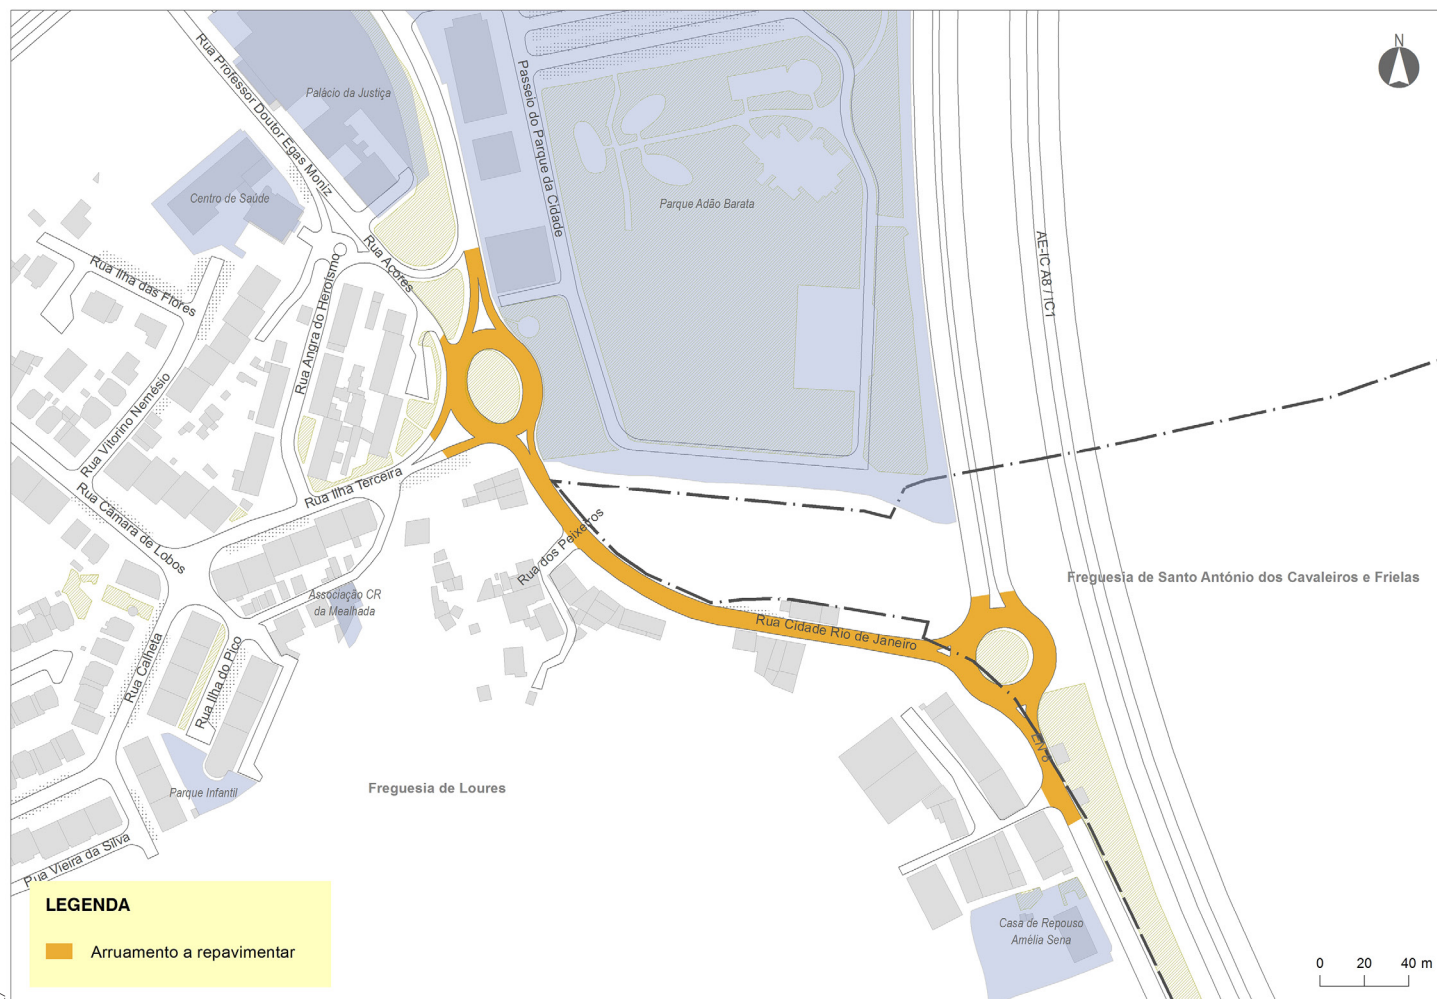 N
Rua Professor Doutor Egas Moniz
Palácio da Justiça
Passeio do Parque da Cidade
Centro de Saúde
Parque Adão Barata
Rua Açores
Rua Ilha das Flores
Rua Angra do Heroísmo
AE-IC A8 / IC1
Rua Vitorino Nemésio
Rua Ilha Terceira
Rua Câmara de Lobos
Rua dos Peixeiros
Freguesia de Santo António dos Cavaleiros e Frielas
Associação CR
da Mealhada
Rua Cidade Rio de Janeiro
Rua Calheta
Rua Ilha do Pico
EN 8
Parque Infantil
Freguesia de Loures
Rua Vieira da Silva
LEGENDA
Arruamento a repavimentar
Casa de Repouso
Amélia Sena
0 20 40 m